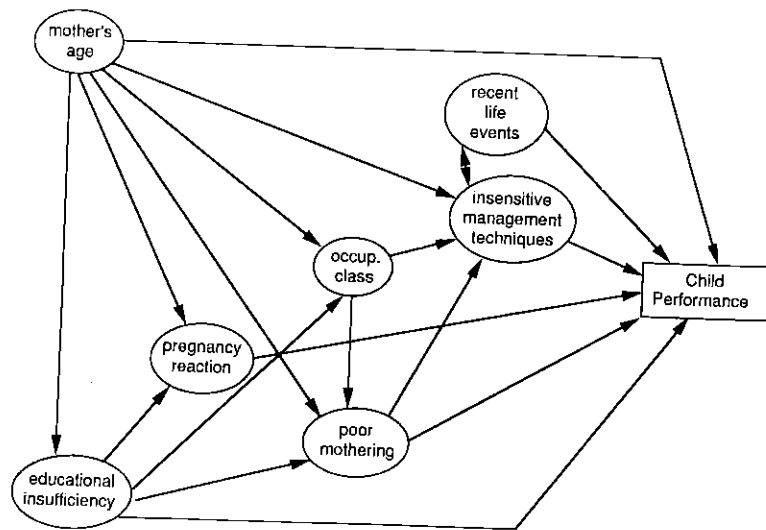 mother's
age
recent
life
events
insensitive
management
techniques
occup.
class
Child
Performance
pregnancy
reaction
poor
mothering
educational
insufficiency